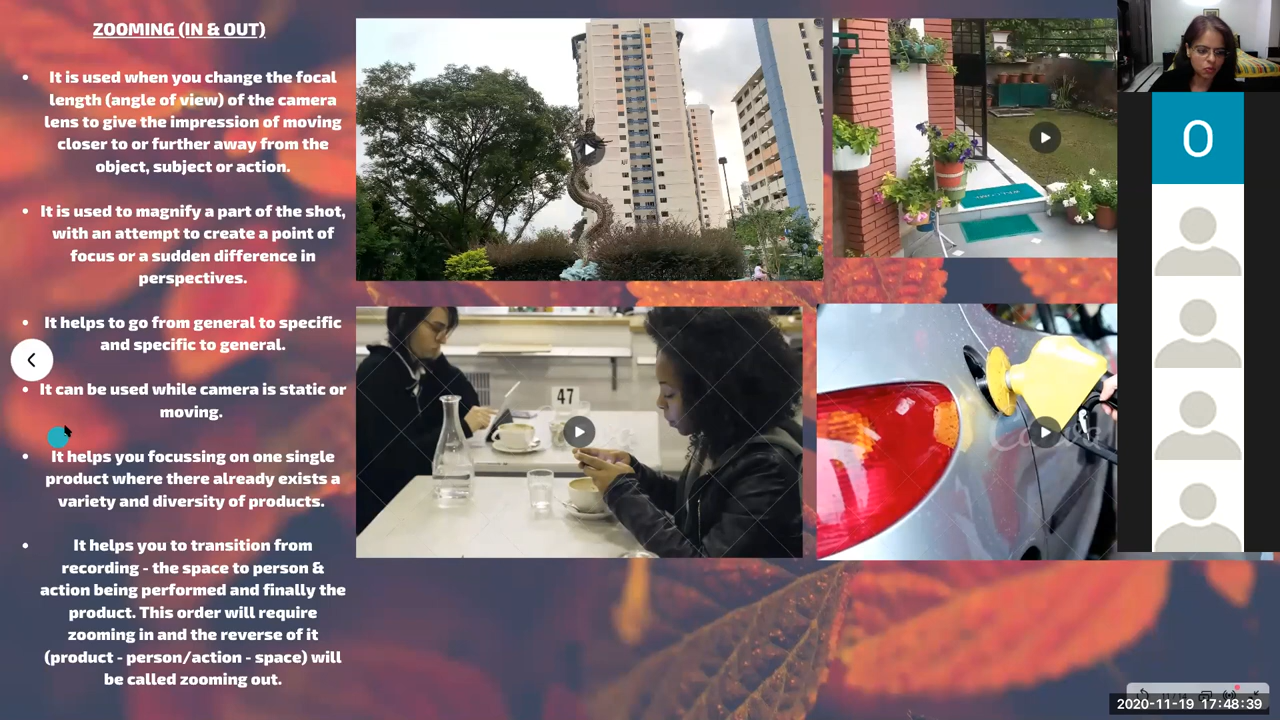 ZOOMING (IN & OUT)
It is used when you change the focal
length (angle of view) of the camera
lens to give the impression of moving
closer to or further away from the
object, subject or action.
It is used to magnify a part of the shot,
with an attempt to create a point of
focus or a sudden difference in
perspectives.
It helps to go from general to specific
and specific to general.
It can be used while camera is static or
moving.
It helps you focussing on one single
product where there already exists a
variety and diversity of products.
It helps you to transition from
recording - the space to person &
action being performed and finally the
product. This order will require
zooming in and the reverse of it
(product - person/action - space) will
be called zooming out.
47
O
2020-11-19 17:48:39